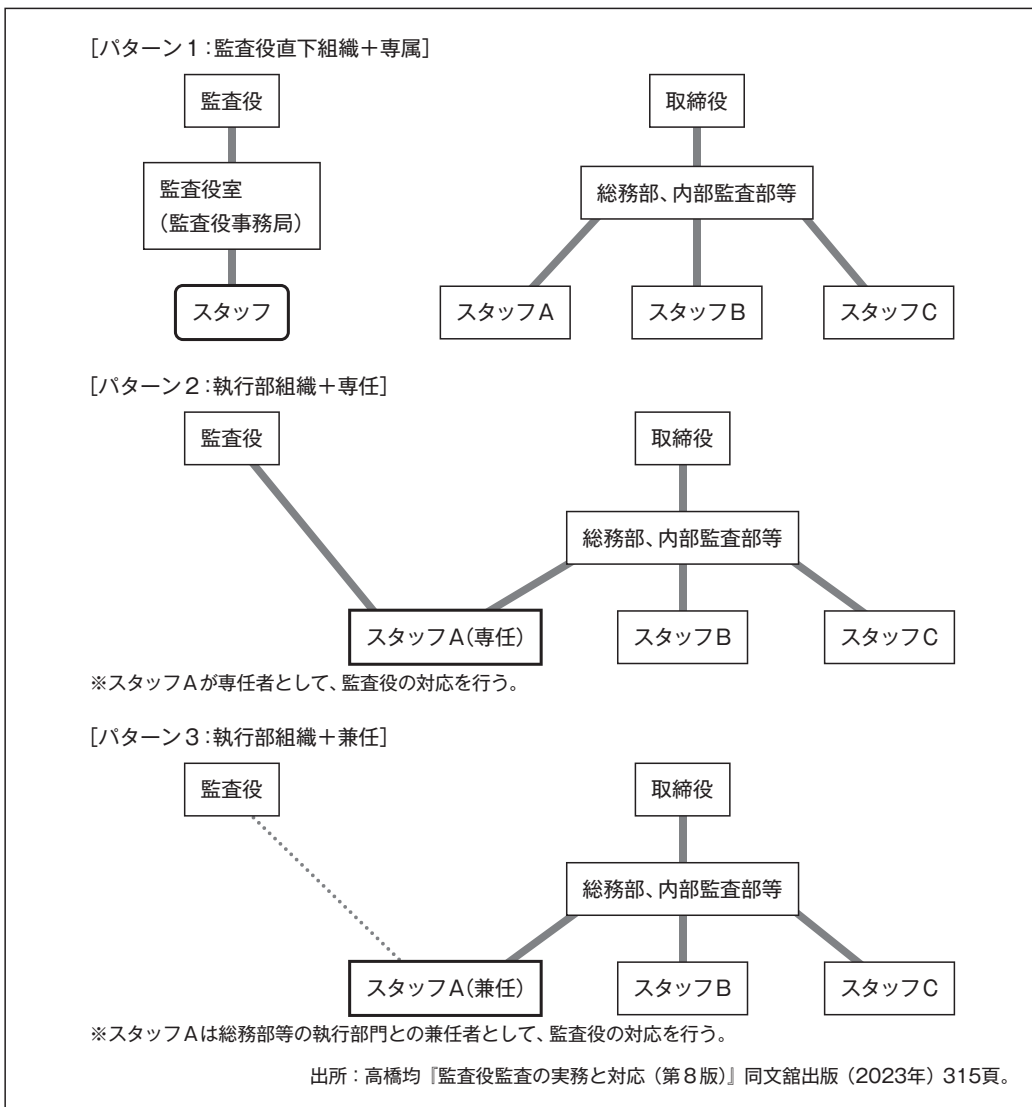 [パターン1:監査役直下組織+専属]
監査役
取締役
監査役室
(監査役事務局)
総務部、内部監査部等
スタッフ
スタッフA
スタッフB
スタッフC
[パターン2:執行部組織+専任]
監査役
取締役
総務部、内部監査部等
スタッフA(専任)
スタッフB
スタッフC
※スタッフAが専任者として、監査役の対応を行う。
[パターン3:執行部組織+兼任]
監査役
取締役
総務部、内部監査部等
スタッフA(兼任)
スタッフB
スタッフC
※スタッフAは総務部等の執行部門との兼任者として、監査役の対応を行う。
出所:高橋均『監査役監査の実務と対応(第8版)』同文舘出版(2023年)315頁。